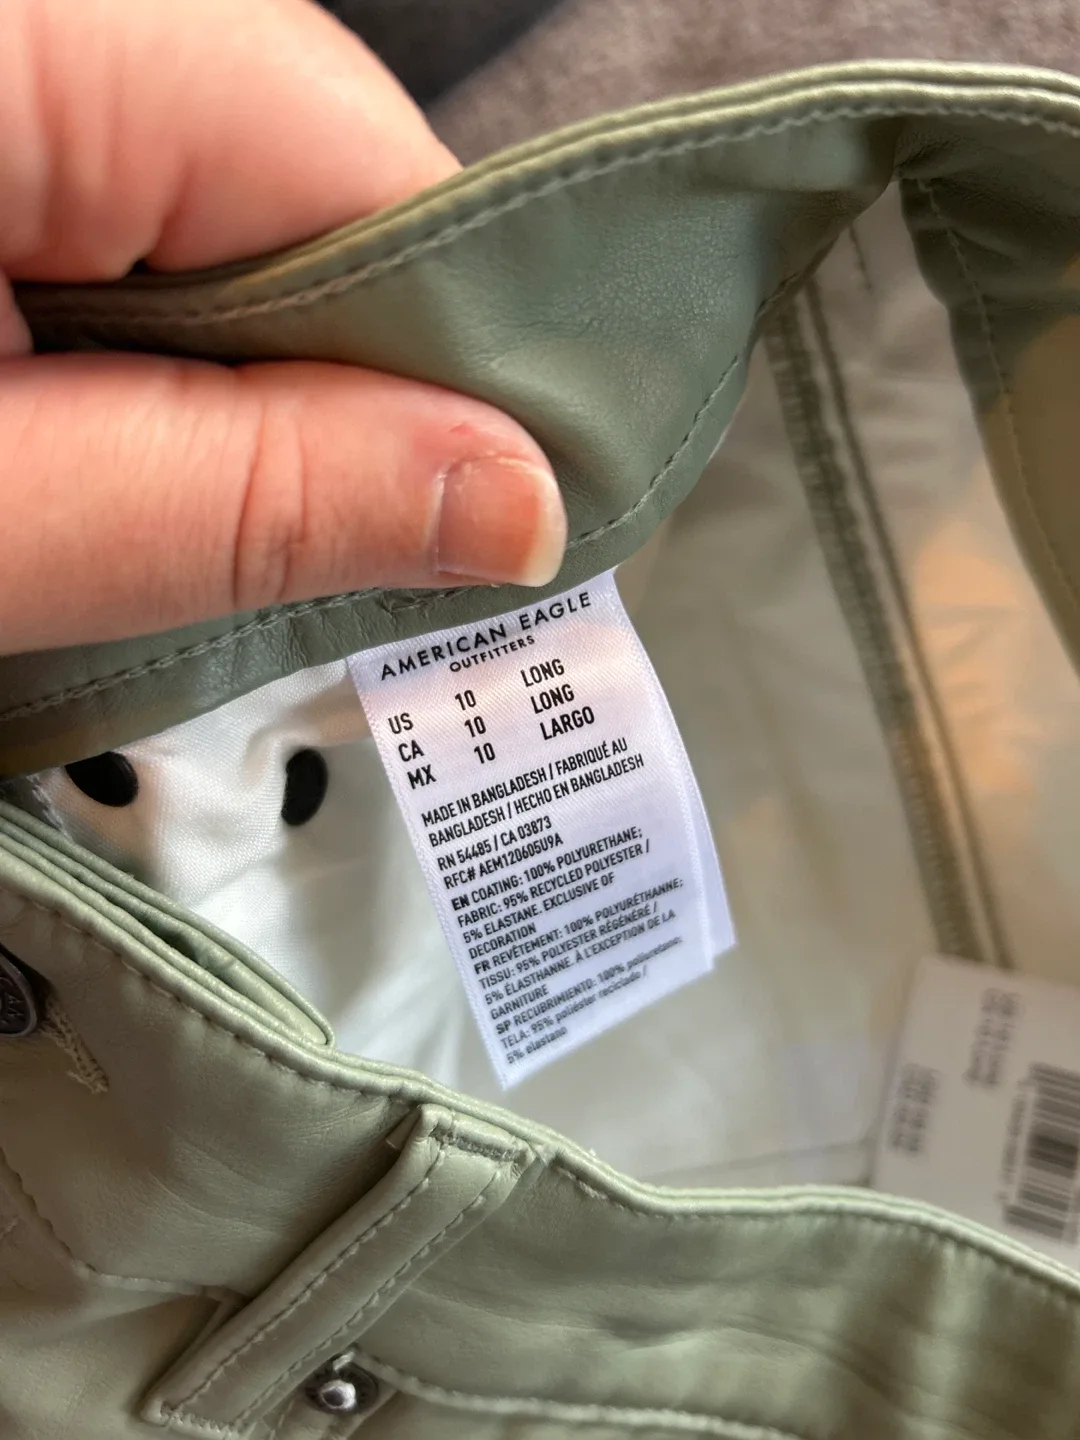 AMERICAN EAGLE
OUTFITTERS
US 10 LONG
CA 10 LONG
MX 10 LARGO
MADE IN BANGLADESH / FABRIQUÉ AU
BANGLADESH / HECHO EN BANGLADESH
RN 54485 / CA 03873
RFC# AEM120605U9A
EN COATING: 100% POLYURETHANE;
FABRIC: 95% RECYCLED POLYESTER /
5% ELASTANE. EXCLUSIVE OF
DECORATION
FR REVÊTEMENT: 100% POLYURÉTHANNE;
TISSU: 95% POLYESTER RÉGÉNÉRÉ /
5% ÉLASTHANNE. À L'EXCEPTION DE LA
GARNITURE
SP RECUBRIMIENTO: 100% poliuretano;
TELA: 95% poliéster reciclado /
5% elastano